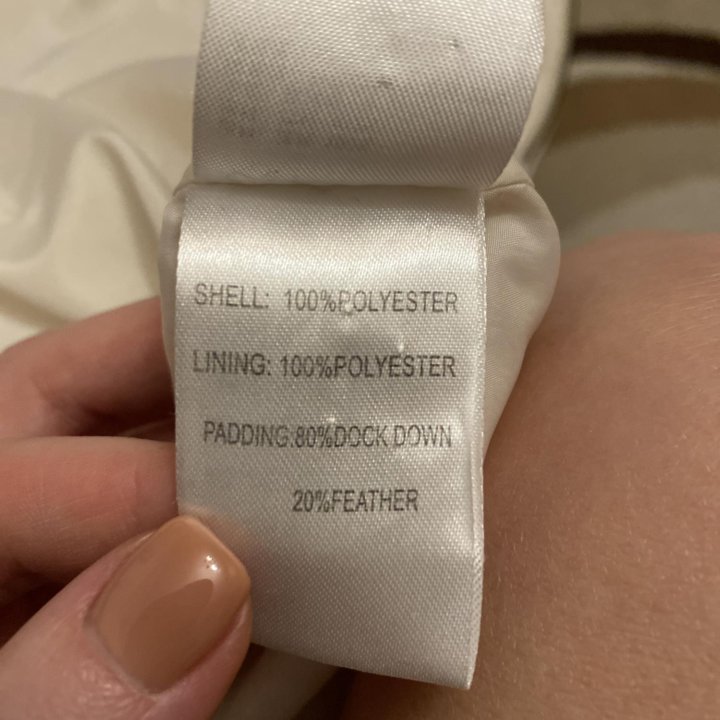 SHELL: 100%POLYESTER
LINING: 100%POLYESTER
PADDING:80%DOCK DOWN
20%FEATHER